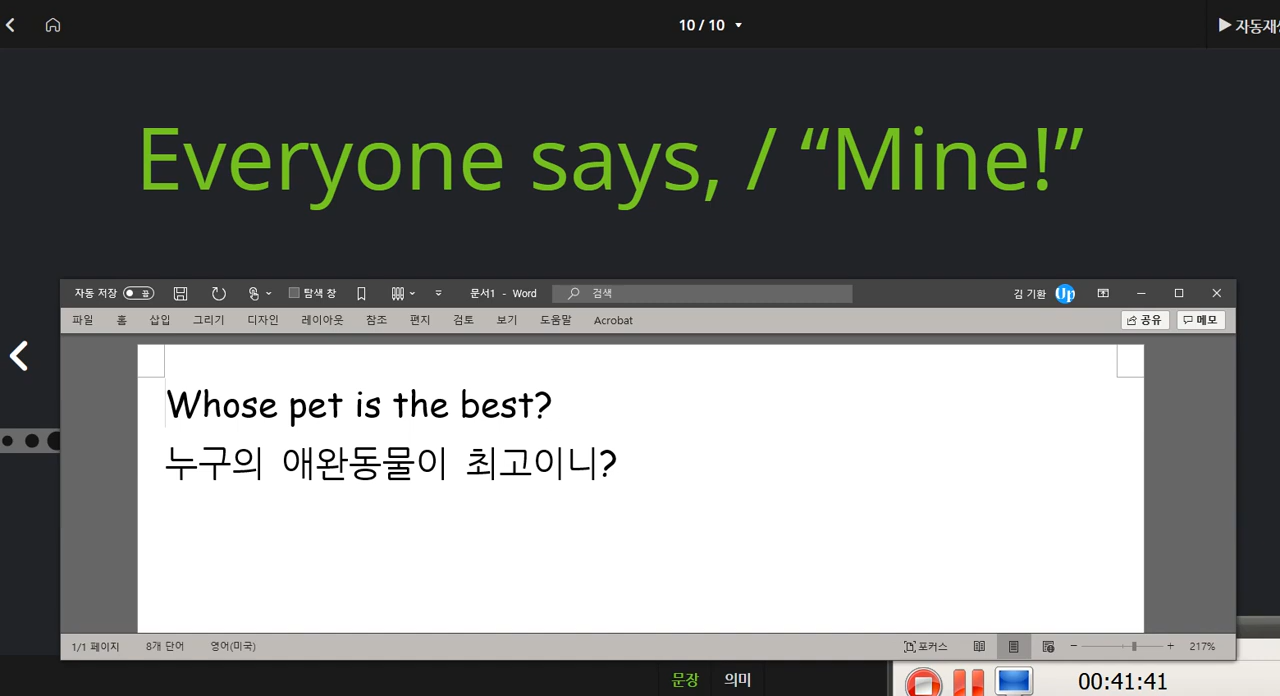 10 / 10
자동재생
Everyone says, / “Mine!”
자동 저장 끔 탐색 창 문서1 - Word 검색 김 기환 Up
파일 홈 삽입 그리기 디자인 레이아웃 참조 편지 검토 보기 도움말 Acrobat 공유 메모
Whose pet is the best?
누구의 애완동물이 최고이니?
1/1 페이지 8개 단어 영어(미국) 포커스 217%
문장 의미
00:41:41